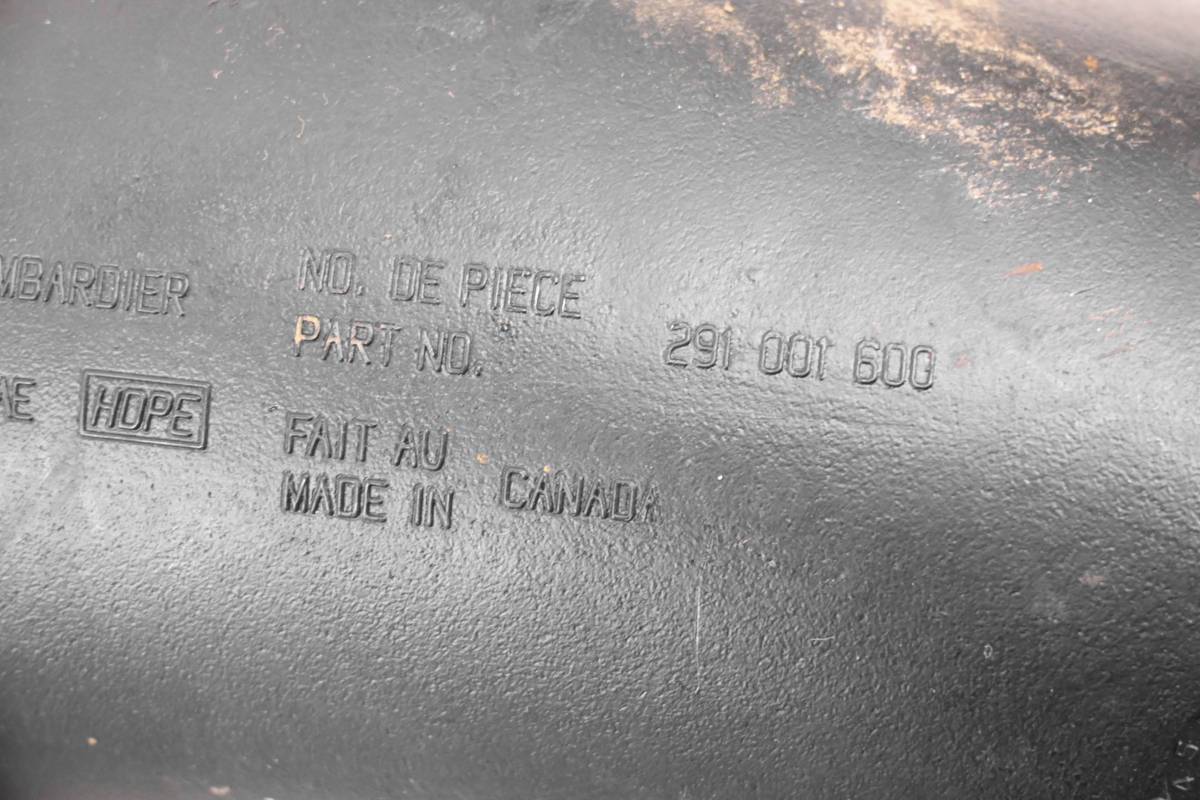 MBARDIER
NO. DE PIECE
PART NO. 291 001 600
AE HOPE
FAIT AU
MADE IN CANADA